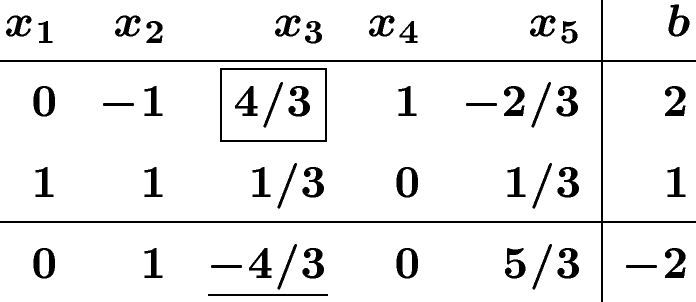 x₁ x₂ x₃ x₄ x₅ b
0 −1 4/3 1 −2/3 2
1 1 1/3 0 1/3 1
0 1 −4/3 0 5/3 −2